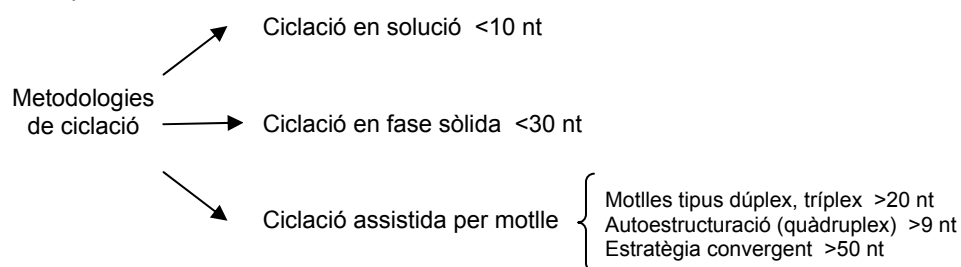 Ciclació en solució <10 nt
Metodologies
de ciclació
Ciclació en fase sòlida <30 nt
Ciclació assistida per motlle
Motlles tipus dúplex, tríplex >20 nt
Autoestructuració (quàdruplex) >9 nt
Estratègia convergent >50 nt